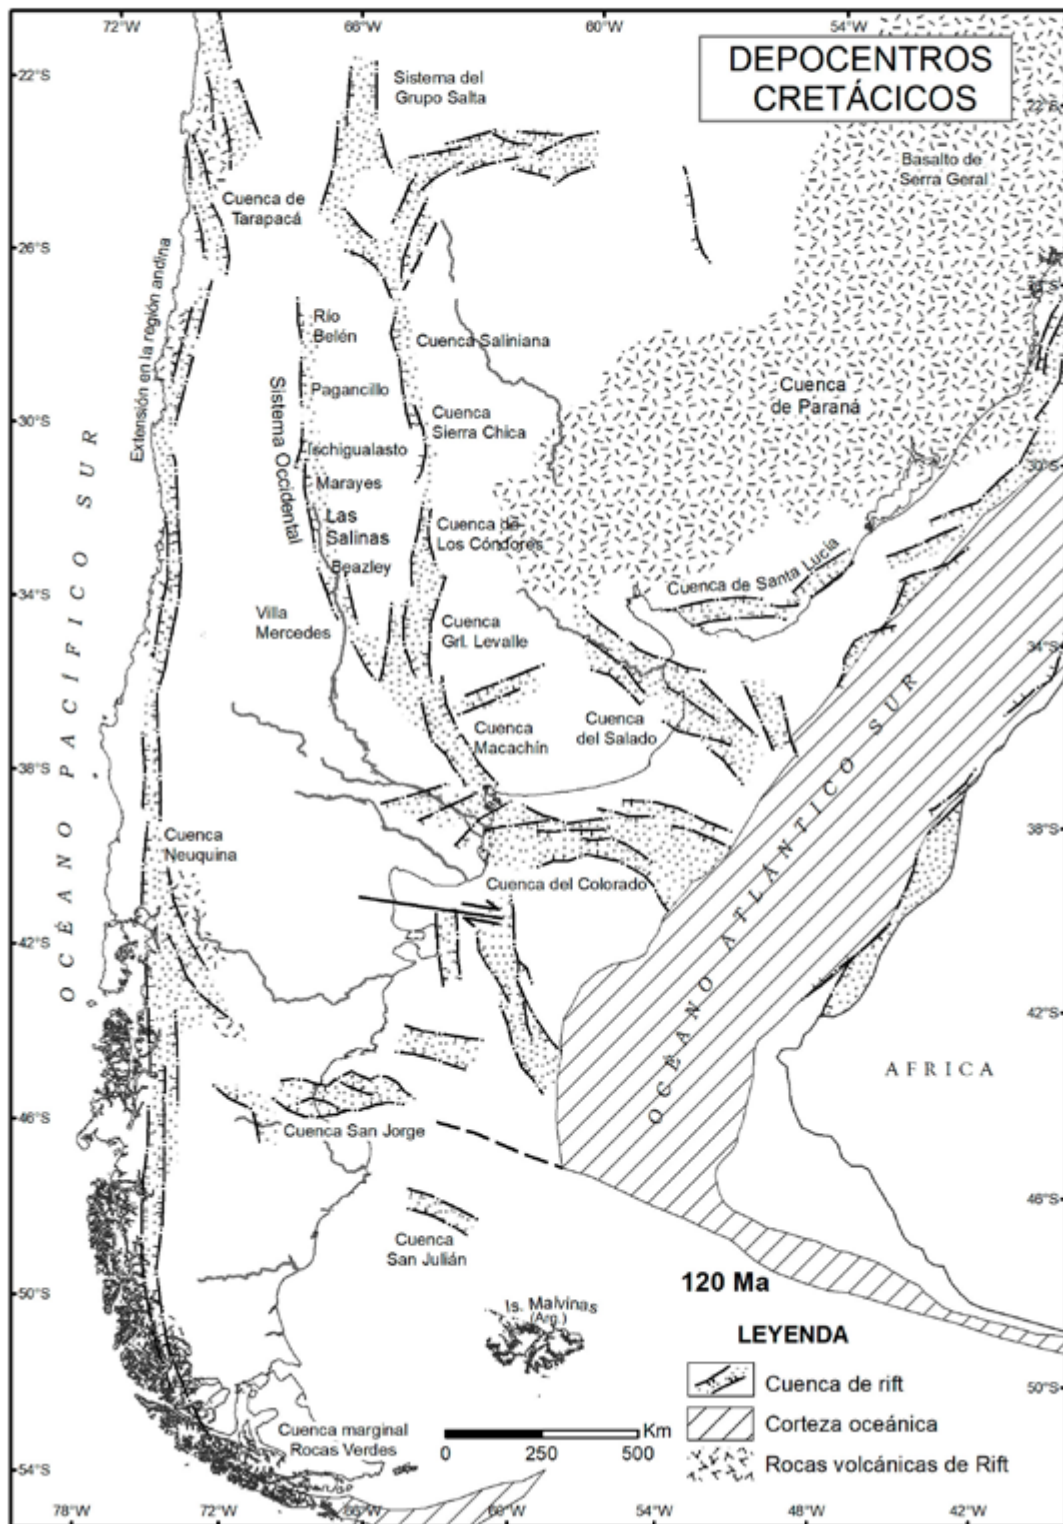 72°W
66°W
60°W
54°W
DEPOCENTROS
CRETÁCICOS
22°S
Sistema del
Grupo Salta
Basalto de
Serra Geral
Cuenca de
Tarapacá
26°S
Extensión en la región andina
Río
Belén
Cuenca Saliniana
Sistema Occidental
Pagancillo
Cuenca
de Paraná
30°S
Cuenca
Sierra Chica
Ischigualasto
30°S
Marayes
Las
Salinas
Cuenca de
Los Cóndores
Beazley
Cuenca de Santa Lucía
34°S
Villa
Mercedes
Cuenca
Grl. Levalle
34°S
OCÉANO PACÍFICO SUR
Cuenca
Macachín
Cuenca
del Salado
38°S
OCÉANO ATLANTICO SUR
38°S
Cuenca
Neuquina
Cuenca del Colorado
42°S
42°S
AFRICA
46°S
Cuenca San Jorge
46°S
Cuenca
San Julián
120 Ma
50°S
Is. Malvinas
(Arg.)
LEYENDA
Cuenca de rift
50°S
Corteza oceánica
Cuenca marginal
Rocas Verdes
Km
0
250
500
Rocas volcánicas de Rift
54°S
78°W
72°W
66°W
54°W
48°W
42°W